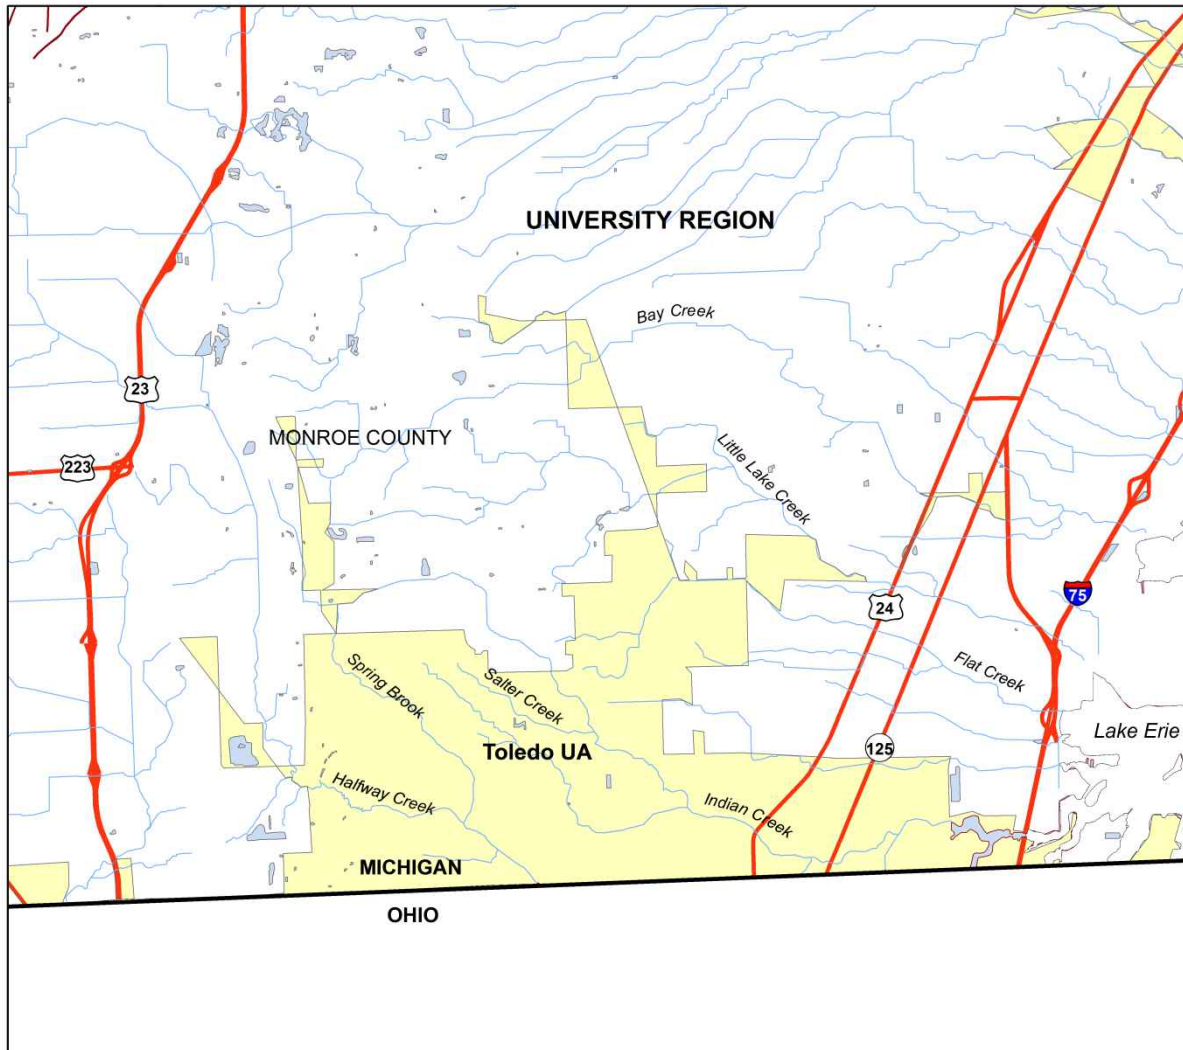 UNIVERSITY REGION
Bay Creek
23
MONROE COUNTY
223
Little Lake Creek
75
24
Flat Creek
Spring Brook
Salter Creek
Lake Erie
Toledo UA
125
Halfway Creek
Indian Creek
MICHIGAN
OHIO